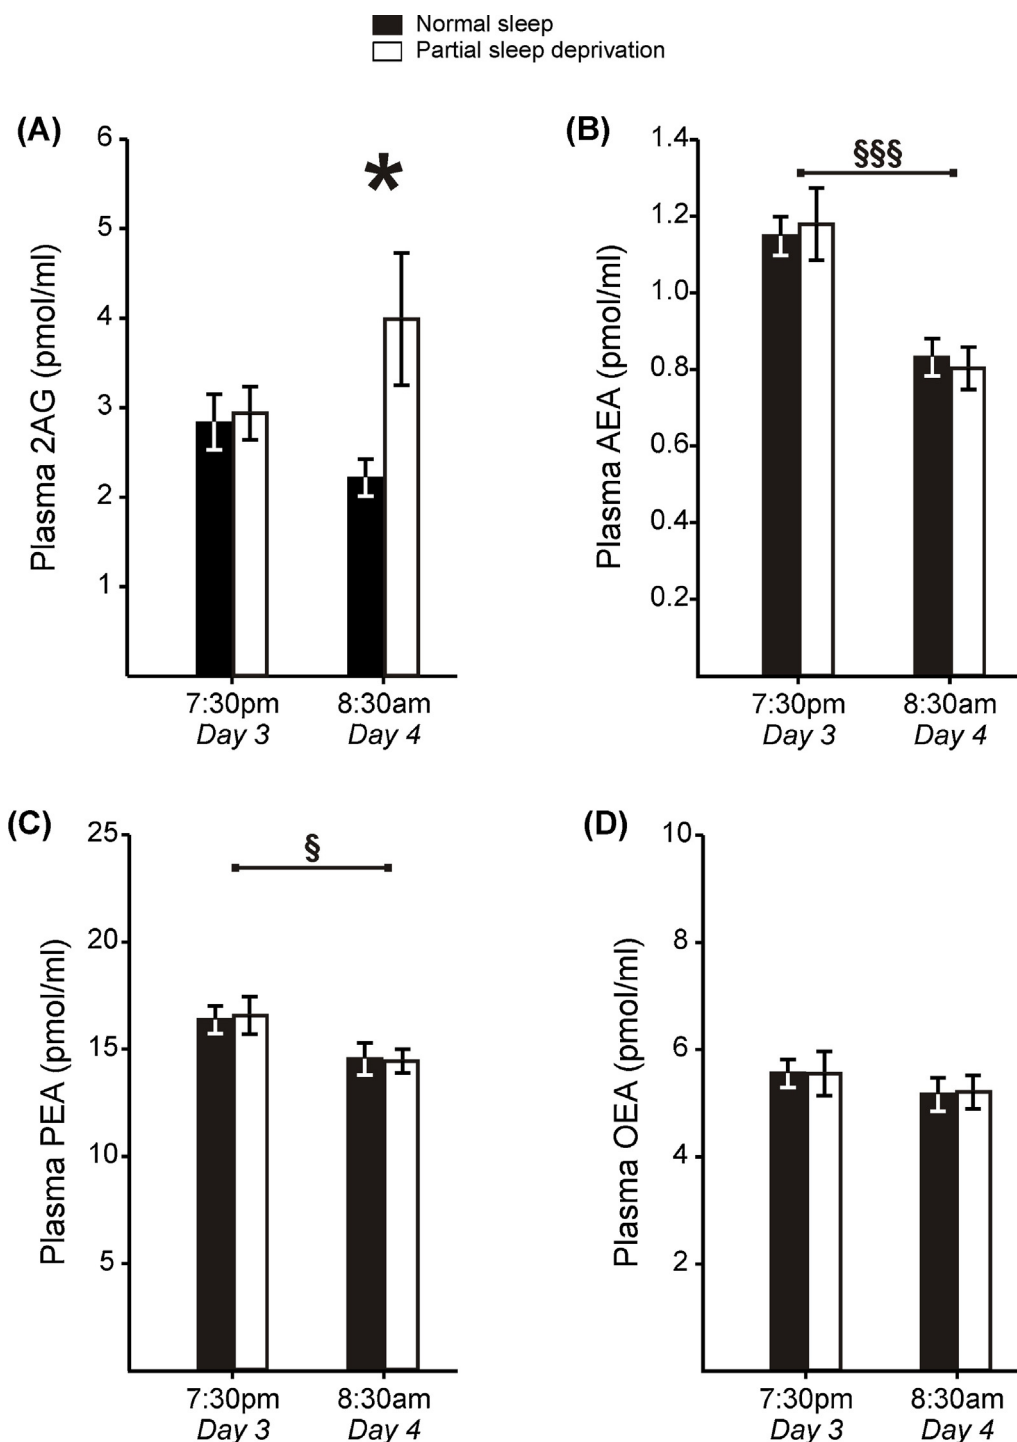 Normal sleep
Partial sleep deprivation
(A)
6
5
4
3
2
1
Plasma 2AG (pmol/ml)
*
7:30pm 8:30am
Day 3 Day 4
(B)
1.4
1.2
1.0
0.8
0.6
0.4
0.2
Plasma AEA (pmol/ml)
§§§
7:30pm 8:30am
Day 3 Day 4
(C)
25
20
15
10
5
Plasma PEA (pmol/ml)
§
7:30pm 8:30am
Day 3 Day 4
(D)
10
8
6
4
2
Plasma OEA (pmol/ml)
7:30pm 8:30am
Day 3 Day 4